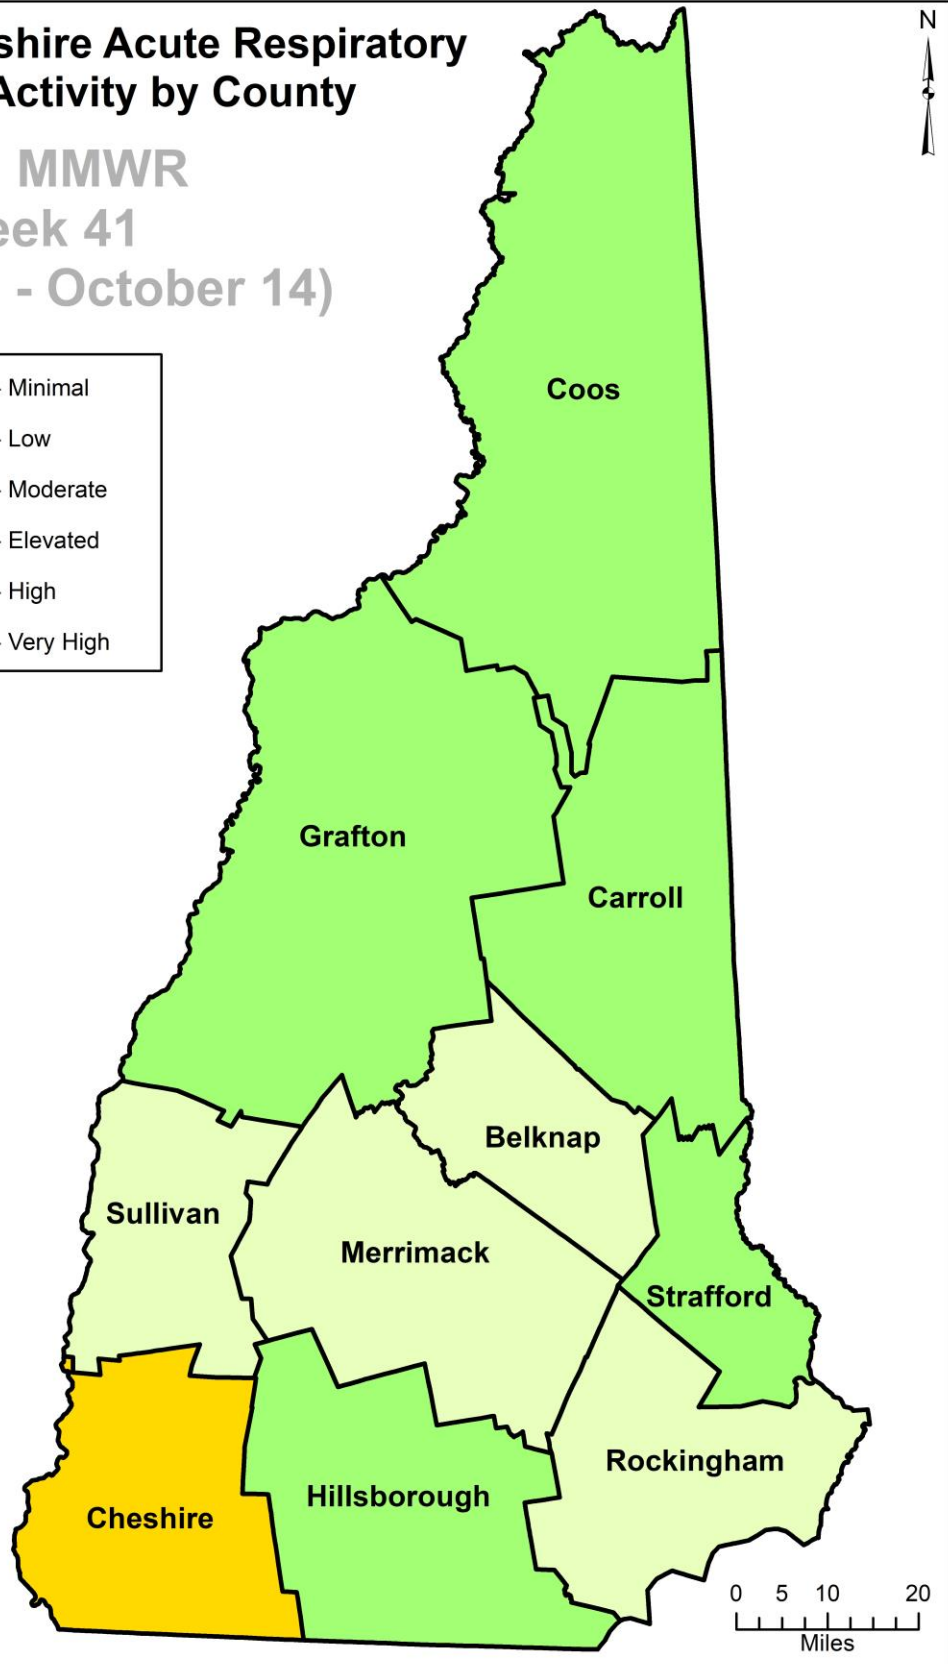 shire Acute Respiratory
Activity by County
MMWR
eek 41
- October 14)
N
- Minimal
- Low
- Moderate
- Elevated
- High
- Very High
Coos
Grafton
Carroll
Belknap
Sullivan
Merrimack
Strafford
Rockingham
Hillsborough
Cheshire
0 5 10 20
Miles